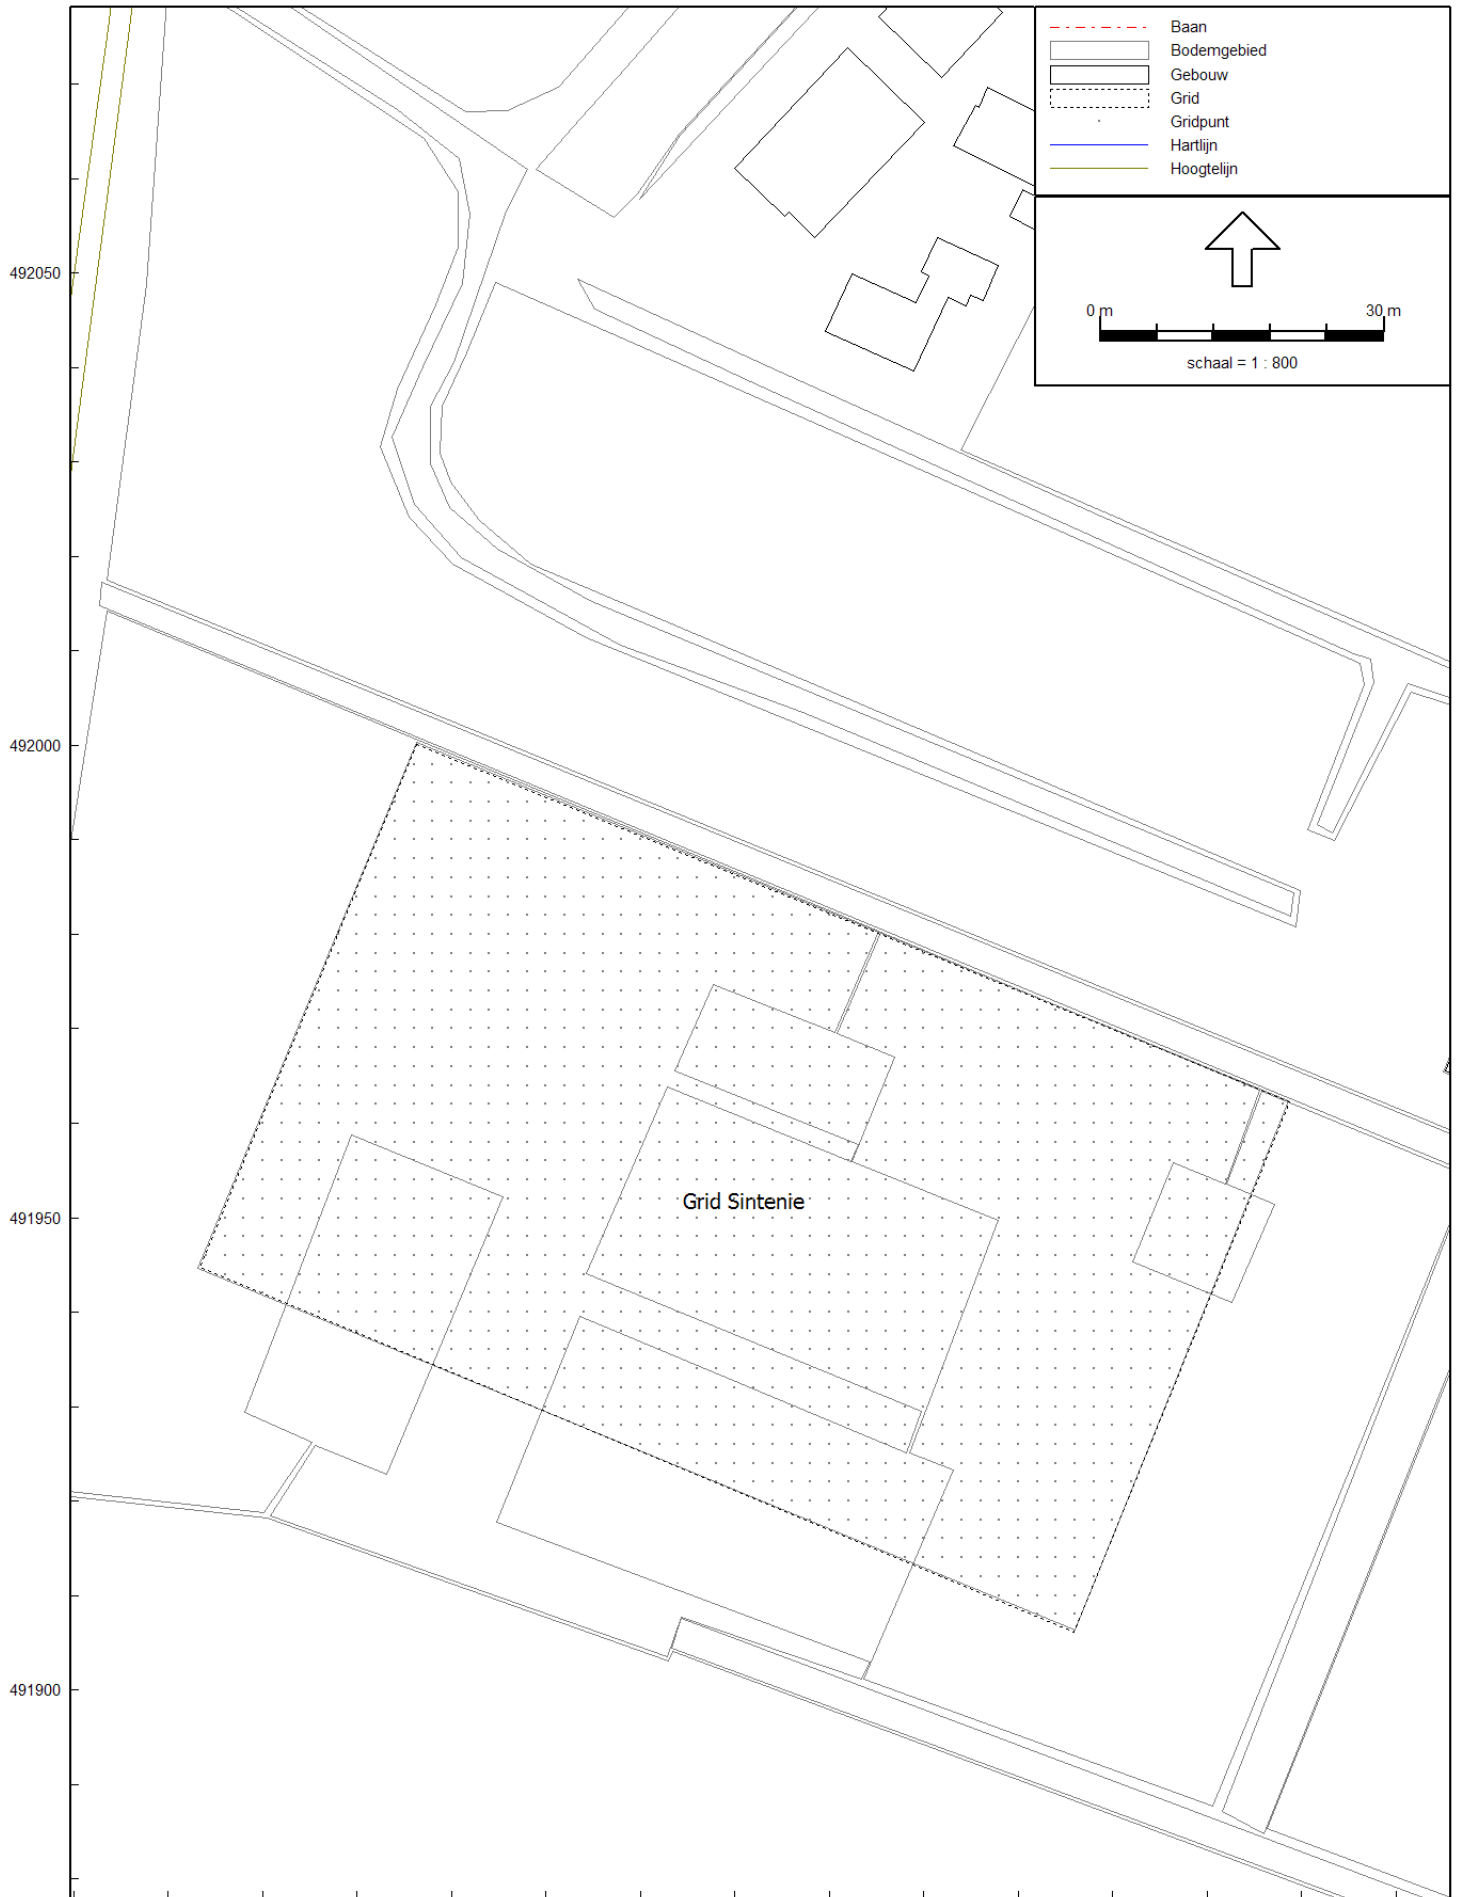 Baan
Bodemgebied
Gebouw
Grid
Gridpunt
Hartlijn
Hoogtelijn
0 m 30 m
schaal = 1 : 800
492050
492000
491950
491900
Grid Sintenie